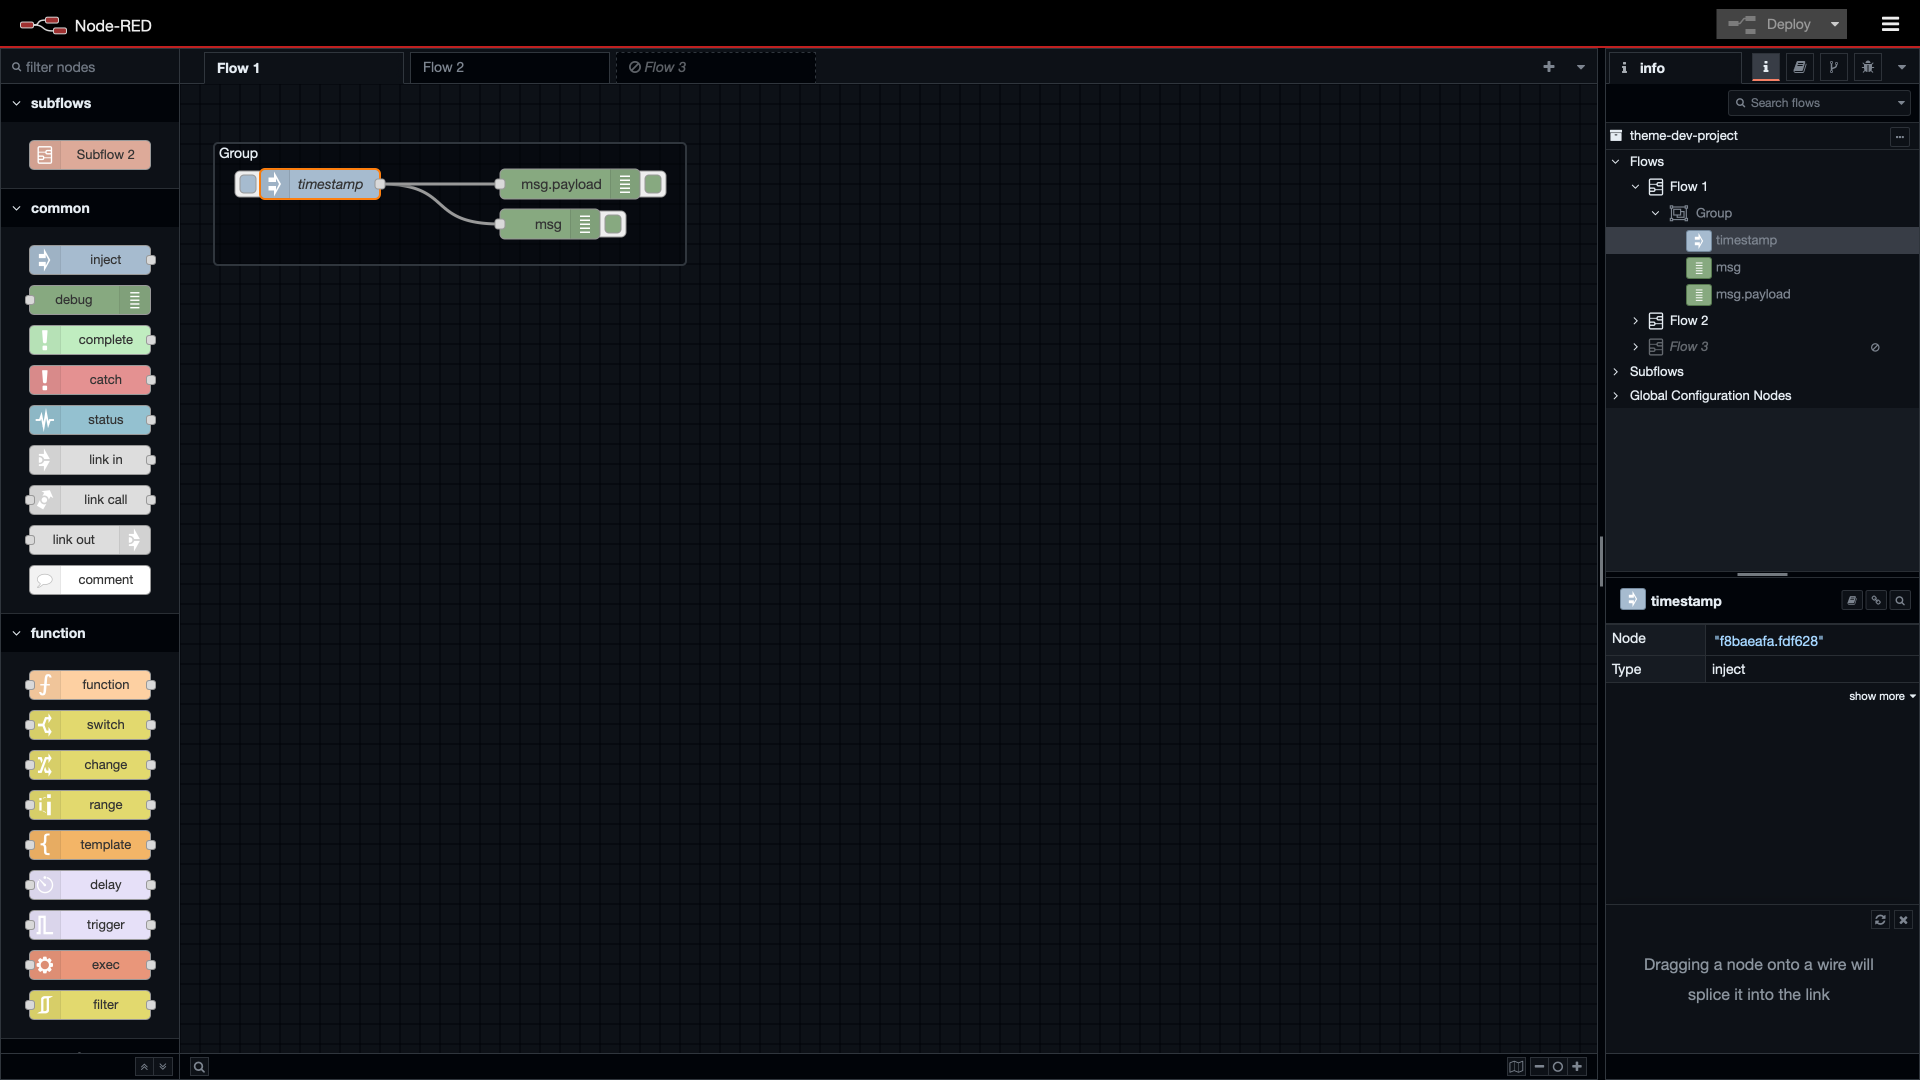 Node-RED
Deploy
filter nodes
Flow 1
Flow 2
Flow 3
info
Search flows
subflows
Subflow 2
common
inject
debug
complete
catch
status
link in
link call
link out
comment
function
function
switch
change
range
template
delay
trigger
exec
filter
Group
timestamp
msg.payload
msg
theme-dev-project
Flows
Flow 1
Group
timestamp
msg
msg.payload
Flow 2
Flow 3
Subflows
Global Configuration Nodes
timestamp
Node "f8baeafa.fdf628"
Type inject
show more
Dragging a node onto a wire will
splice it into the link